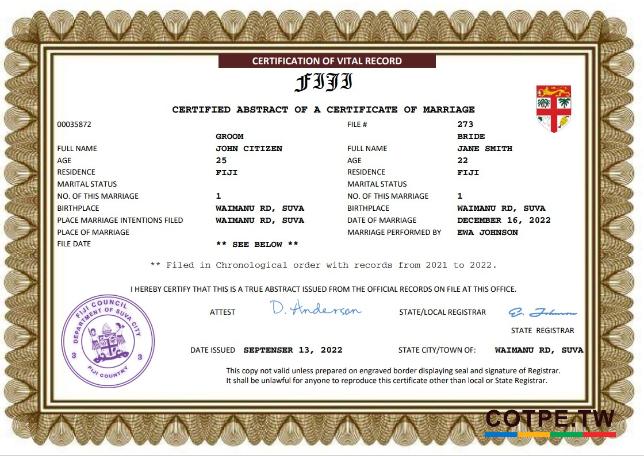 CERTIFICATION OF VITAL RECORD
FIJI
CERTIFIED ABSTRACT OF A CERTIFICATE OF MARRIAGE
00035872 FILE # 273
GROOM BRIDE
FULL NAME JOHN CITIZEN FULL NAME JANE SMITH
AGE 25 AGE 22
RESIDENCE FIJI RESIDENCE FIJI
MARITAL STATUS MARITAL STATUS
NO. OF THIS MARRIAGE 1 NO. OF THIS MARRIAGE 1
BIRTHPLACE WAIMANU RD, SUVA BIRTHPLACE WAIMANU RD, SUVA
PLACE MARRIAGE INTENTIONS FILED WAIMANU RD, SUVA DATE OF MARRIAGE DECEMBER 16, 2022
PLACE OF MARRIAGE MARRIAGE PERFORMED BY EWA JOHNSON
FILE DATE ** SEE BELOW **
** Filed in Chronological order with records from 2021 to 2022.
I HEREBY CERTIFY THAT THIS IS A TRUE ABSTRACT ISSUED FROM THE OFFICIAL RECORDS ON FILE AT THIS OFFICE.
FIJI COUNCIL
DEPARTMENT OF SUVA CITY
3 3
FIJI COUNTRY
ATTEST D. Anderson STATE/LOCAL REGISTRAR E. Johnson
STATE REGISTRAR
DATE ISSUED SEPTENSER 13, 2022 STATE CITY/TOWN OF: WAIMANU RD, SUVA
This copy not valid unless prepared on engraved border displaying seal and signature of Registrar.
It shall be unlawful for anyone to reproduce this certificate other than local or State Registrar.
COTPE.TW